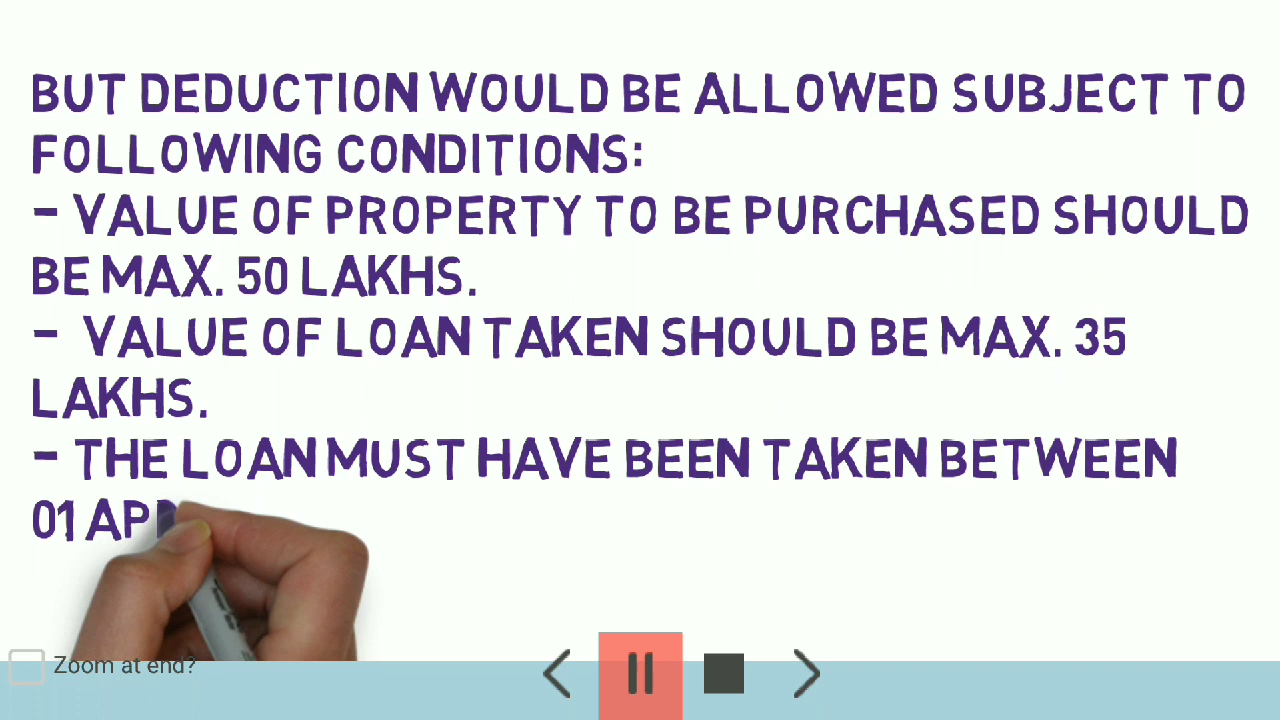 BUT DEDUCTION WOULD BE ALLOWED SUBJECT TO
FOLLOWING CONDITIONS:
- VALUE OF PROPERTY TO BE PURCHASED SHOULD
BE MAX. 50 LAKHS.
- VALUE OF LOAN TAKEN SHOULD BE MAX. 35
LAKHS.
- THE LOAN MUST HAVE BEEN TAKEN BETWEEN
01
Zoom at end?